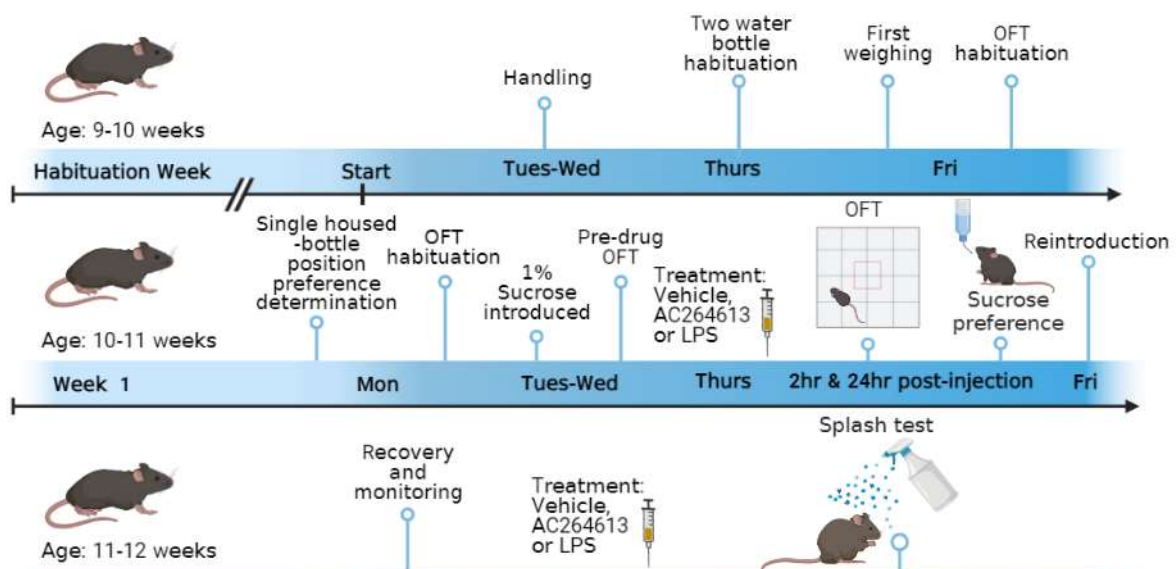 Two water
bottle
habituation
First
weighing
OFT
habituation
Handling
Age: 9-10 weeks
Habituation Week
Start
Tues-Wed
Thurs
Fri
Single housed
-bottle
position
preference
determination
OFT
habituation
1%
Sucrose
introduced
Pre-drug
OFT
Treatment:
Vehicle,
AC264613
or LPS
OFT
Sucrose
preference
Reintroduction
Age: 10-11 weeks
Week 1
Mon
Tues-Wed
Thurs
2hr & 24hr post-injection
Fri
Recovery
and
monitoring
Treatment:
Vehicle,
AC264613
or LPS
Splash test
Age: 11-12 weeks